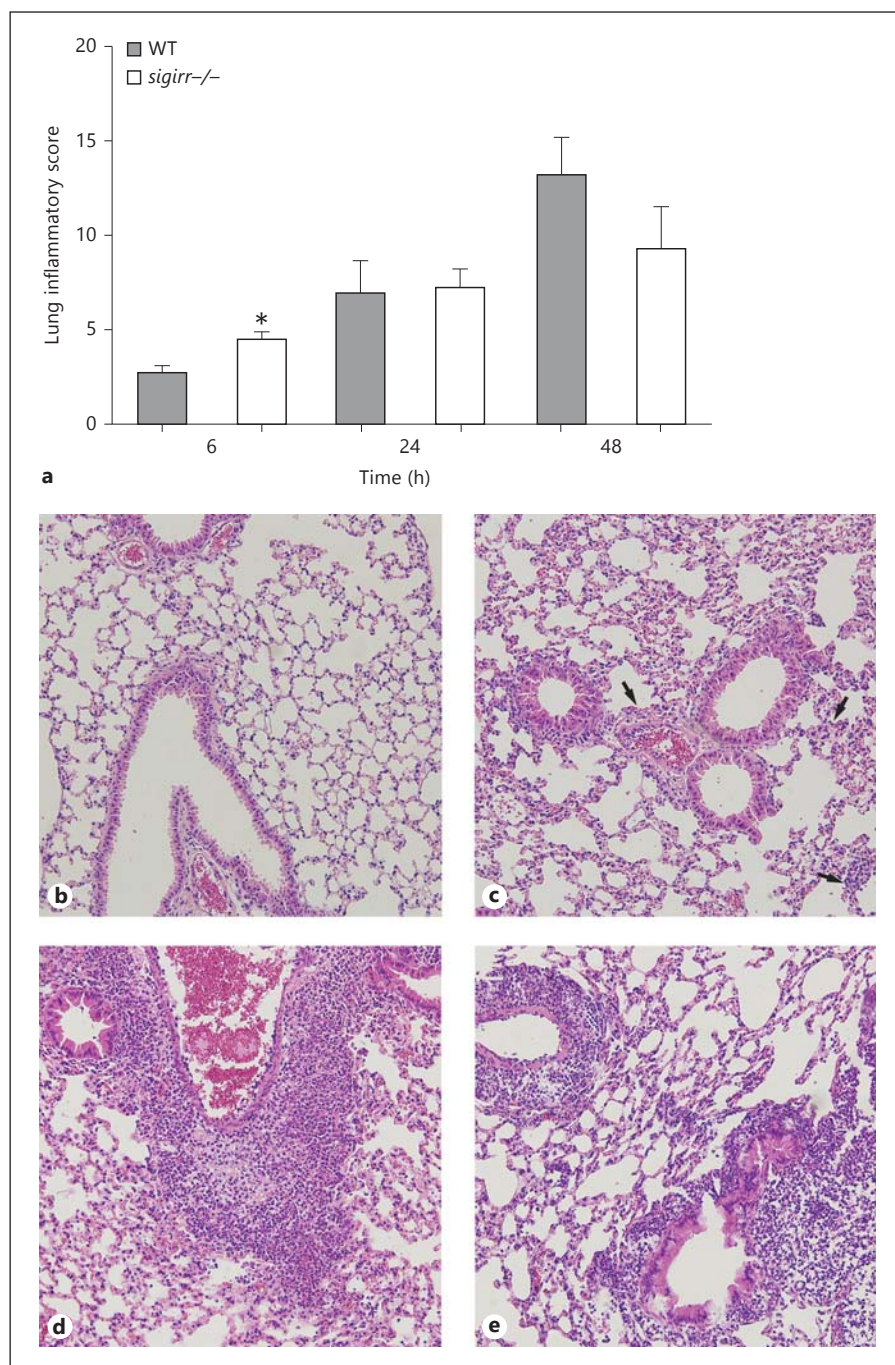 20
WT
sigirr–/–
15
10
5
0
*
Lung inflammatory score
6
24
48
a
Time (h)
b
c
d
e